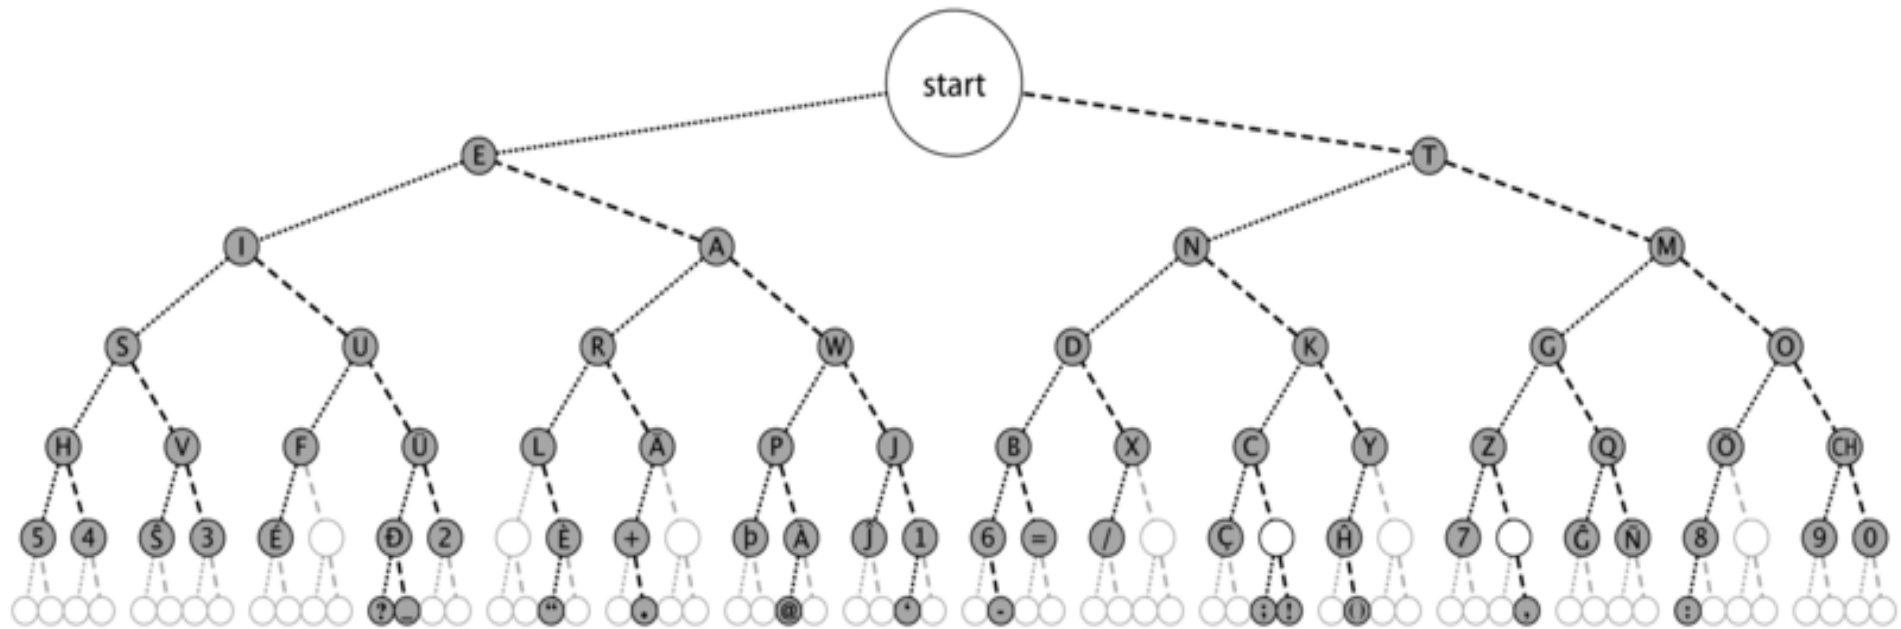 start
E T
I A N M
S U R W D K G O
H V F Ü L Ä P J B X C Y Z Q Ö CH
5 4 Ŝ 3 É Đ 2 È + þ À Ĵ 1 6 = / Ç Ĥ 7 Ĝ Ñ 8 9 0
? _ “ . @ ' - ; ! () , :